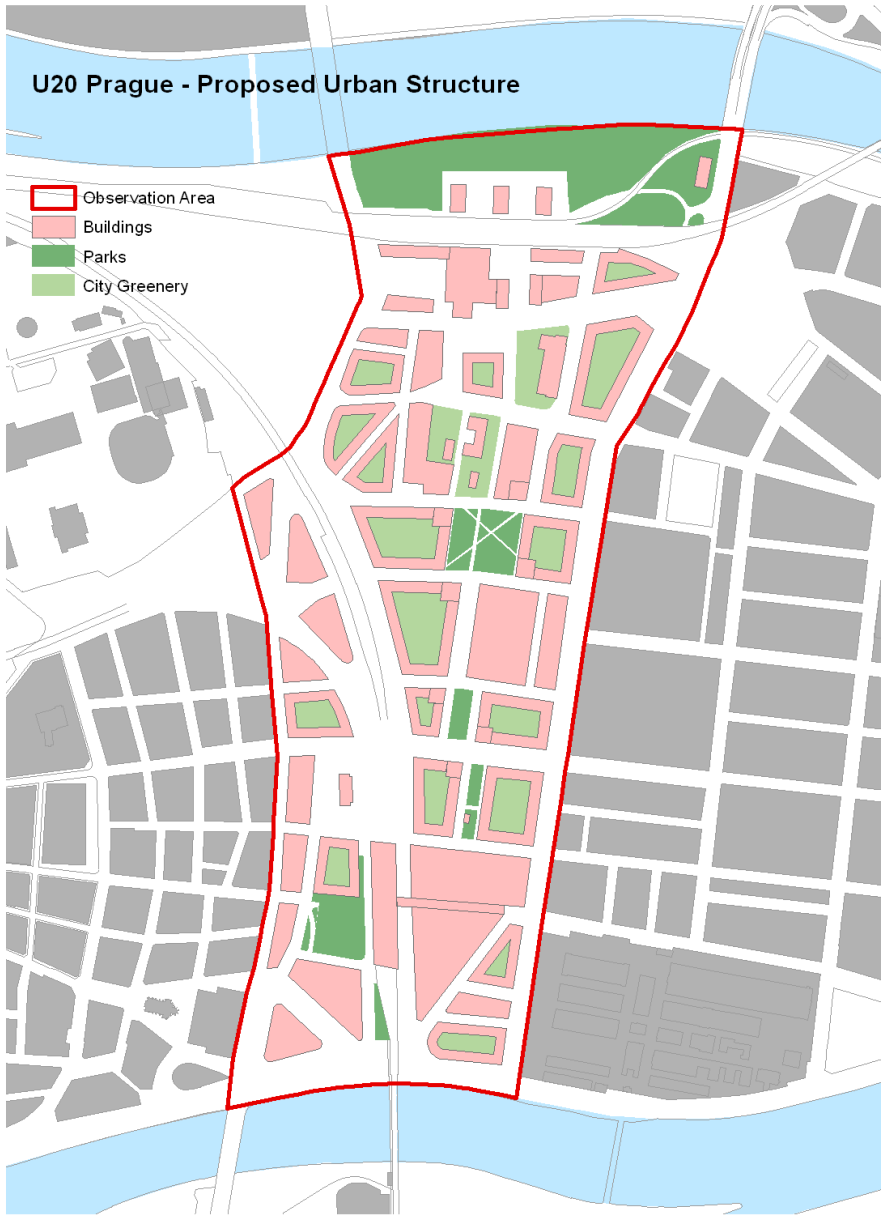 U20 Prague - Proposed Urban Structure
Observation Area
Buildings
Parks
City Greenery